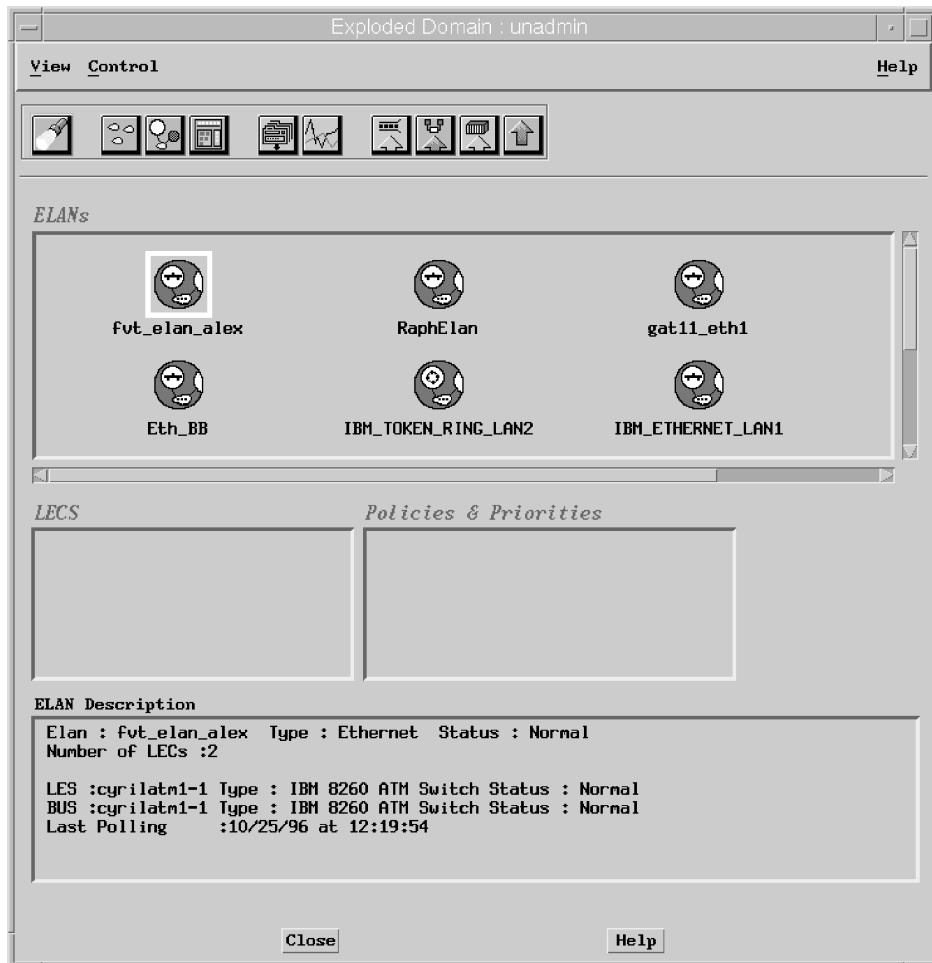 Exploded Domain : unadmin
View Control Help
ELANs
fvt_elan_alex RaphElan gat11_eth1
Eth_BB IBM_TOKEN_RING_LAN2 IBM_ETHERNET_LAN1
LECS Policies & Priorities
ELAN Description
Elan : fvt_elan_alex Type : Ethernet Status : Normal
Number of LECs :2
LES :cyrilatm1-1 Type : IBM 8260 ATM Switch Status : Normal
BUS :cyrilatm1-1 Type : IBM 8260 ATM Switch Status : Normal
Last Polling :10/25/96 at 12:19:54
Close Help